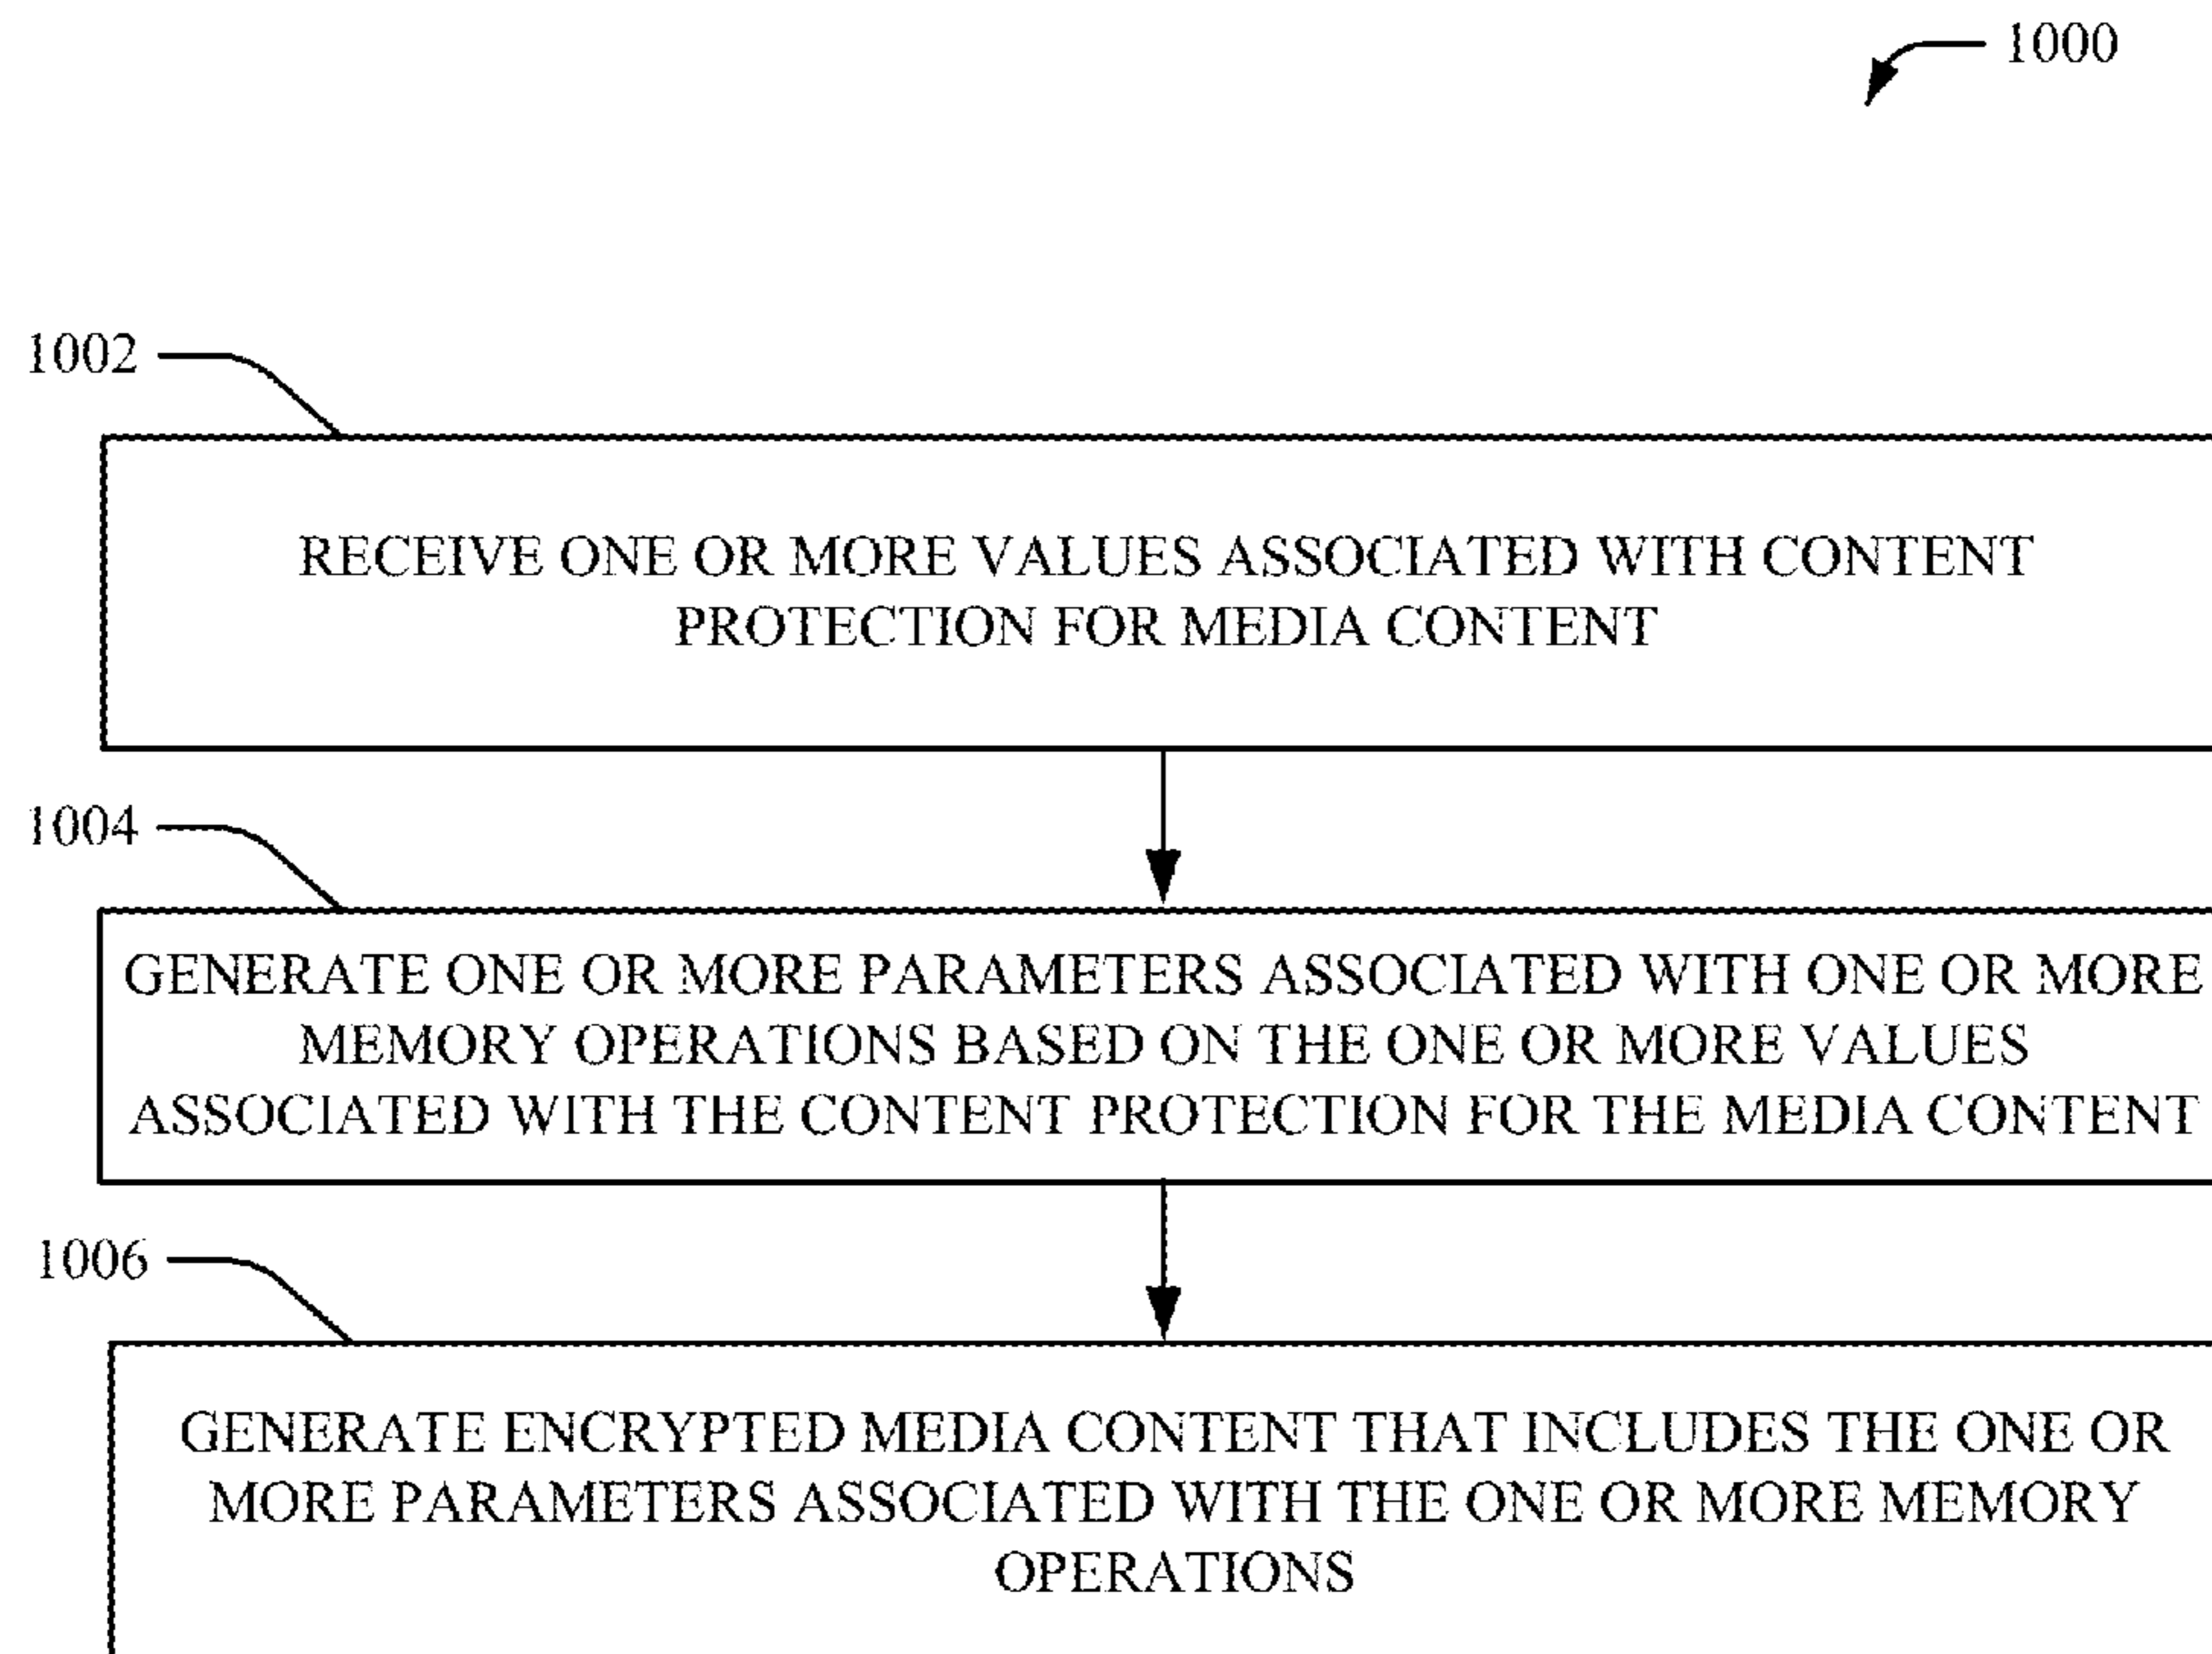 1000
1002
RECEIVE ONE OR MORE VALUES ASSOCIATED WITH CONTENT
PROTECTION FOR MEDIA CONTENT
1004
GENERATE ONE OR MORE PARAMETERS ASSOCIATED WITH ONE OR MORE
MEMORY OPERATIONS BASED ON THE ONE OR MORE VALUES
ASSOCIATED WITH THE CONTENT PROTECTION FOR THE MEDIA CONTENT
1006
GENERATE ENCRYPTED MEDIA CONTENT THAT INCLUDES THE ONE OR
MORE PARAMETERS ASSOCIATED WITH THE ONE OR MORE MEMORY
OPERATIONS